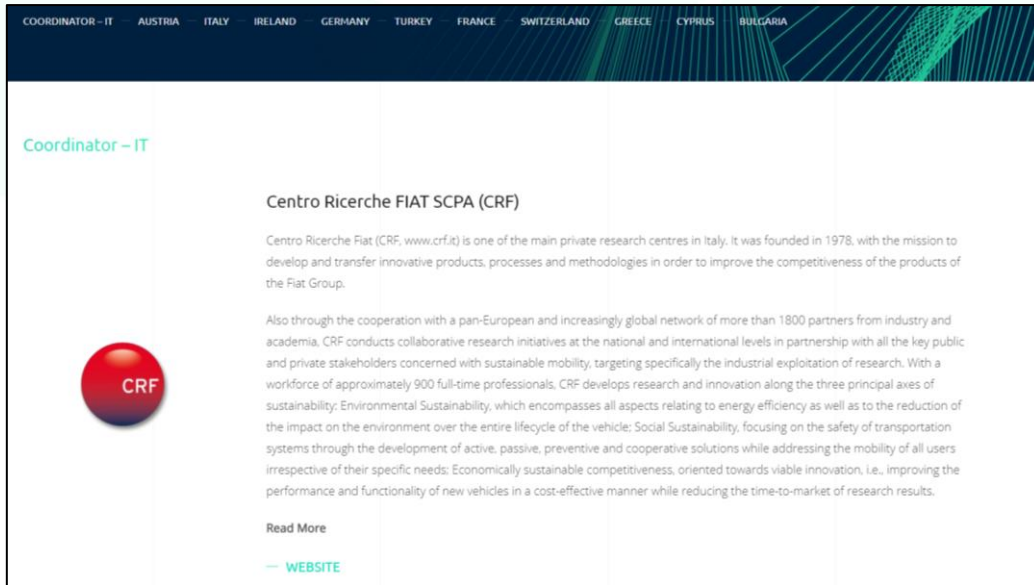 COORDINATOR – IT — AUSTRIA — ITALY — IRELAND — GERMANY — TURKEY — FRANCE — SWITZERLAND — GREECE — CYPRUS — BULGARIA
Coordinator – IT
Centro Ricerche FIAT SCPA (CRF)
Centro Ricerche Fiat (CRF, www.crf.it) is one of the main private research centres in Italy. It was founded in 1978, with the mission to
develop and transfer innovative products, processes and methodologies in order to improve the competitiveness of the products of
the Fiat Group.
Also through the cooperation with a pan-European and increasingly global network of more than 1800 partners from industry and
academia, CRF conducts collaborative research initiatives at the national and international levels in partnership with all the key public
and private stakeholders concerned with sustainable mobility, targeting specifically the industrial exploitation of research. With a
workforce of approximately 900 full-time professionals, CRF develops research and innovation along the three principal axes of
sustainability: Environmental Sustainability, which encompasses all aspects relating to energy efficiency as well as to the reduction of
the impact on the environment over the entire lifecycle of the vehicle; Social Sustainability, focusing on the safety of transportation
systems through the development of active, passive, preventive and cooperative solutions while addressing the mobility of all users
irrespective of their specific needs; Economically sustainable competitiveness, oriented towards viable innovation, i.e., improving the
performance and functionality of new vehicles in a cost-effective manner while reducing the time-to-market of research results.
CRF
Read More
— WEBSITE